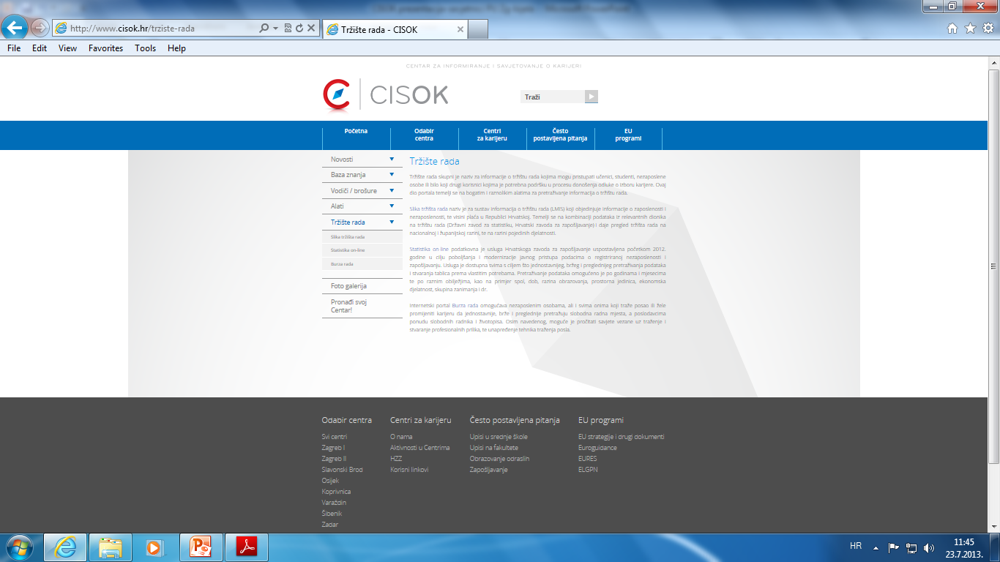 http://www.cisok.hr/trziste-rada
Tržište rada - CISOK
File Edit View Favorites Tools Help
CENTAR ZA INFORMIRANJE I SAVJETOVANJE O KARIJERI
CISOK
Traži
Početna
Odabir
centra
Centri
za karijeru
Često
postavljena pitanja
EU
programi
Novosti
Baza znanja
Vodiči / brošure
Alati
Tržište rada
Slika tržišta rada
Statistika on-line
Burza rada
Foto galerija
Pronađi svoj
Centar!
Tržište rada
Tržište rada skupni je naziv za informacije o tržištu rada kojima mogu pristupati učenici, studenti, nezaposlene
osobe ili bilo koji drugi korisnici kojima je potrebna podršku u procesu donošenja odluke o izboru karijere. Ovaj
dio portala temelji se na bogatim i raznolikim alatima za pretraživanje informacija o tržištu rada.
Slika tržišta rada naziv je za sustav informacija o tržištu rada (LMIS) koji objedinjuje informacije o zaposlenosti i
nezaposlenosti, te visini plaća u Republici Hrvatskoj. Temelji se na kombinaciji podataka iz relevantnih dionika
na tržištu rada (Državni zavod za statistiku, Hrvatski zavoda za zapošljavanje) i daje pregled tržišta rada na
nacionalnoj i županijskoj razini, te na razini pojedinih djelatnosti.
Statistika on-line podatkovna je usluga Hrvatskoga zavoda za zapošljavanje uspostavljena početkom 2012.
godine u cilju poboljšanja i modernizacije javnog pristupa podacima o registriranoj nezaposlenosti i
zapošljavanju. Usluga je dostupna svima s ciljem što jednostavnijeg, bržeg i preglednijeg pretraživanja podataka
i stvaranja tablica prema vlastitim potrebama. Pretraživanje podataka omogućeno je po godinama i mjesecima
te po raznim obilježjima, kao na primjer spol, dob, razina obrazovanja, prostorna jedinica, ekonomska
djelatnost, skupina zanimanja i dr.
Internetski portal Burza rada omogućava nezaposlenim osobama, ali i svima onima koji traže posao ili žele
promijeniti karijeru da jednostavnije, brže i preglednije pretražuju slobodna radna mjesta, a poslodavcima
ponudu slobodnih radnika i životopisa. Osim navedenog, moguće je pročitati savjete vezane uz traženje i
stvaranje profesionalnih prilika, te unapređenje tehnika traženja posla.
Odabir centra
Svi centri
Zagreb I
Zagreb II
Slavonski Brod
Osijek
Koprivnica
Varaždin
Šibenik
Zadar
Centri za karijeru
O nama
Aktivnosti u Centrima
HZZ
Korisni linkovi
Često postavljena pitanja
Upisi u srednje škole
Upisi na fakultete
Obrazovanje odraslih
Zapošljavanje
EU programi
EU strategije i drugi dokumenti
Euroguidance
EURES
ELGPN
HR
11:45
23.7.2013.